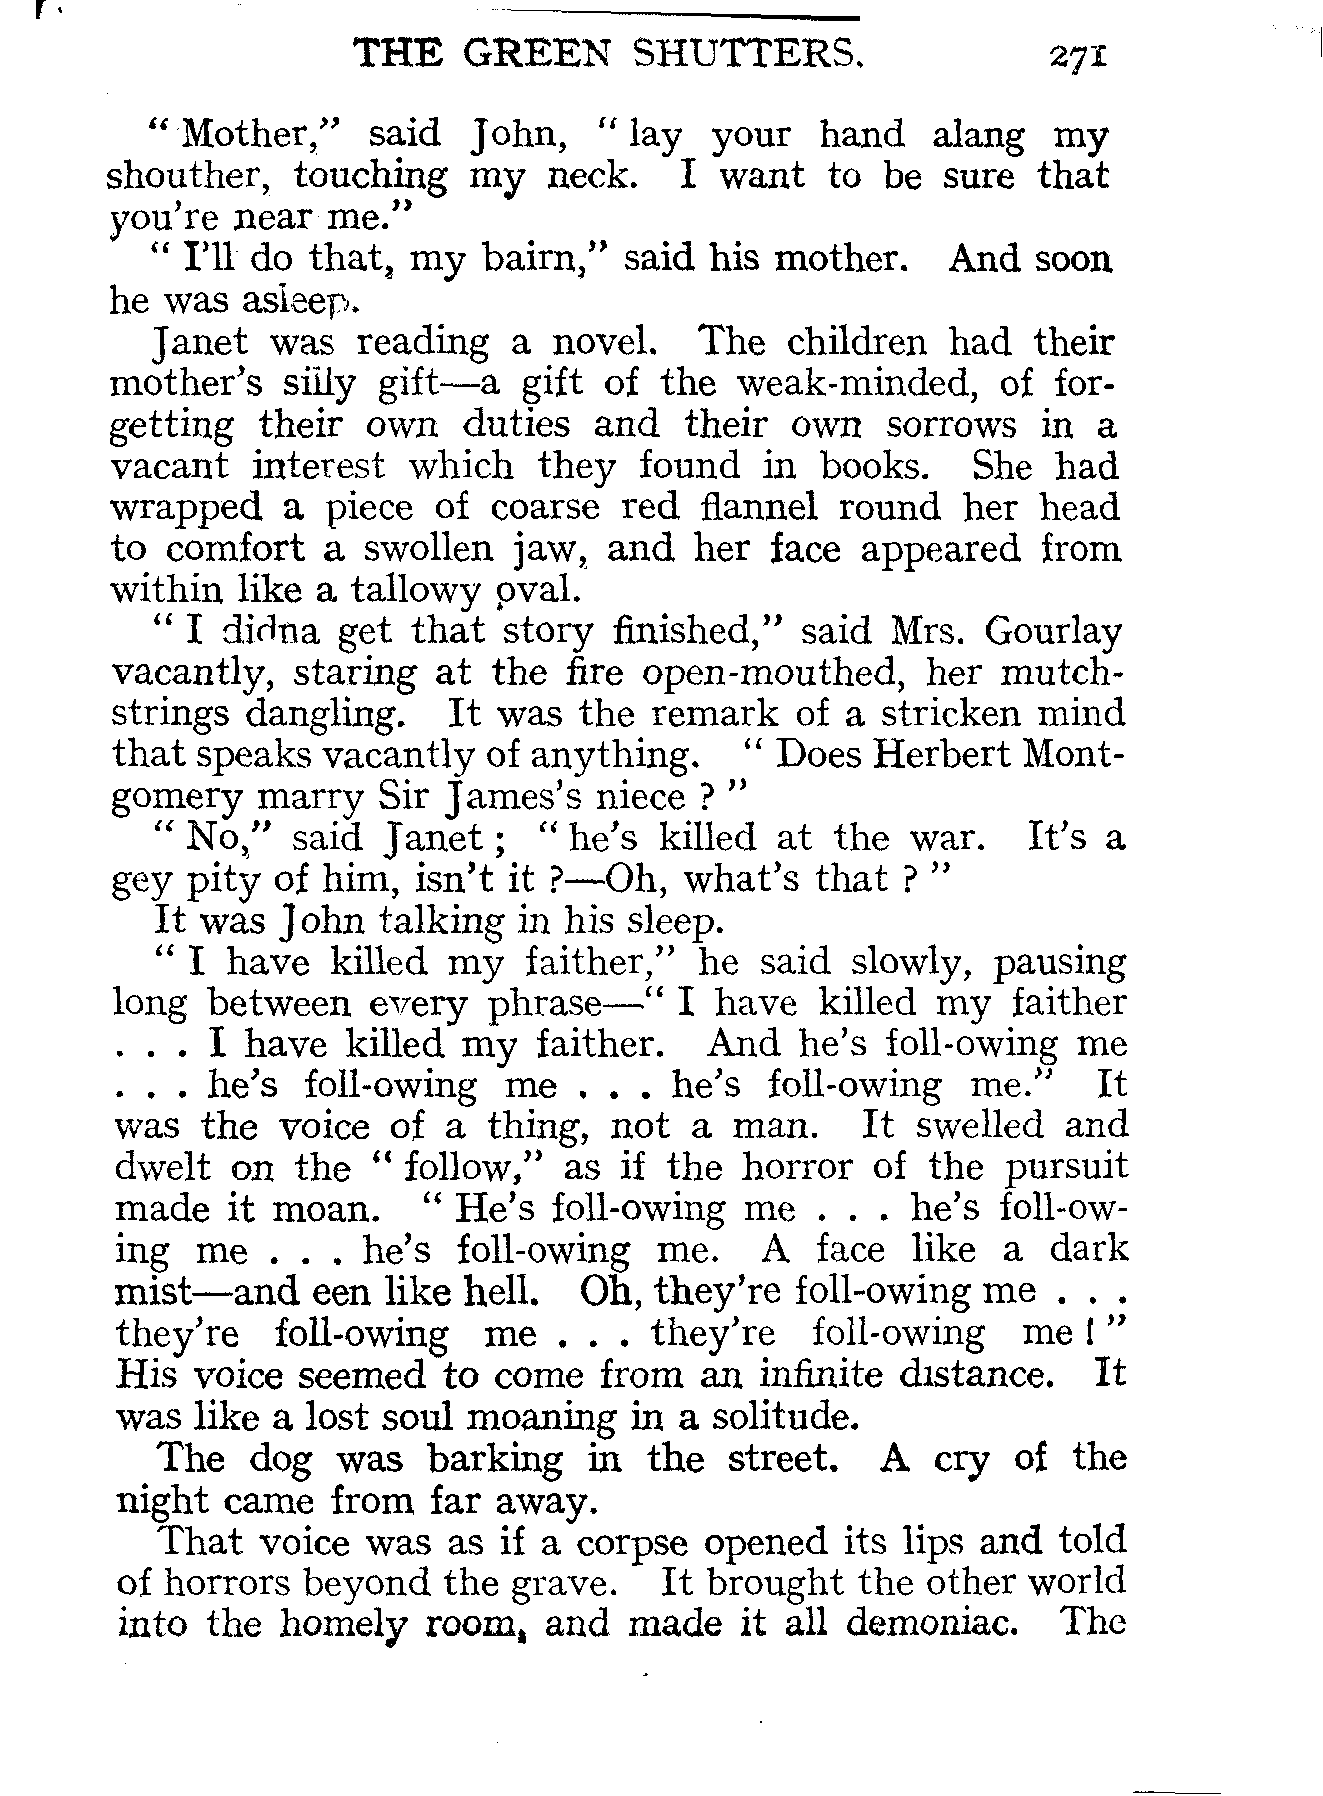 THE GREEN SHUTTERS. 271
“ Mother,” said John, “ lay your hand alang my
shouther, touching my neck. I want to be sure that
you're near me.”
“ I'll do that, my bairn,” said his mother. And soon
he was asleep.
Janet was reading a novel. The children had their
mother's silly gift—a gift of the weak-minded, of for-
getting their own duties and their own sorrows in a
vacant interest which they found in books. She had
wrapped a piece of coarse red flannel round her head
to comfort a swollen jaw, and her face appeared from
within like a tallowy oval.
“ I didna get that story finished,” said Mrs. Gourlay
vacantly, staring at the fire open-mouthed, her mutch-
strings dangling. It was the remark of a stricken mind
that speaks vacantly of anything. “ Does Herbert Mont-
gomery marry Sir James's niece ? ”
“ No,” said Janet ; “ he's killed at the war. It's a
gey pity of him, isn't it ?—Oh, what's that ? ”
It was John talking in his sleep.
“ I have killed my faither,” he said slowly, pausing
long between every phrase—“ I have killed my faither
. . . I have killed my faither. And he's foll-owing me
. . . he's foll-owing me . . . he's foll-owing me.” It
was the voice of a thing, not a man. It swelled and
dwelt on the “ follow,” as if the horror of the pursuit
made it moan. “ He's foll-owing me . . . he's foll-ow-
ing me . . . he's foll-owing me. A face like a dark
mist—and een like hell. Oh, they're foll-owing me . . .
they're foll-owing me . . . they're foll-owing me ! ”
His voice seemed to come from an infinite distance. It
was like a lost soul moaning in a solitude.
The dog was barking in the street. A cry of the
night came from far away.
That voice was as if a corpse opened its lips and told
of horrors beyond the grave. It brought the other world
into the homely room, and made it all demoniac. The